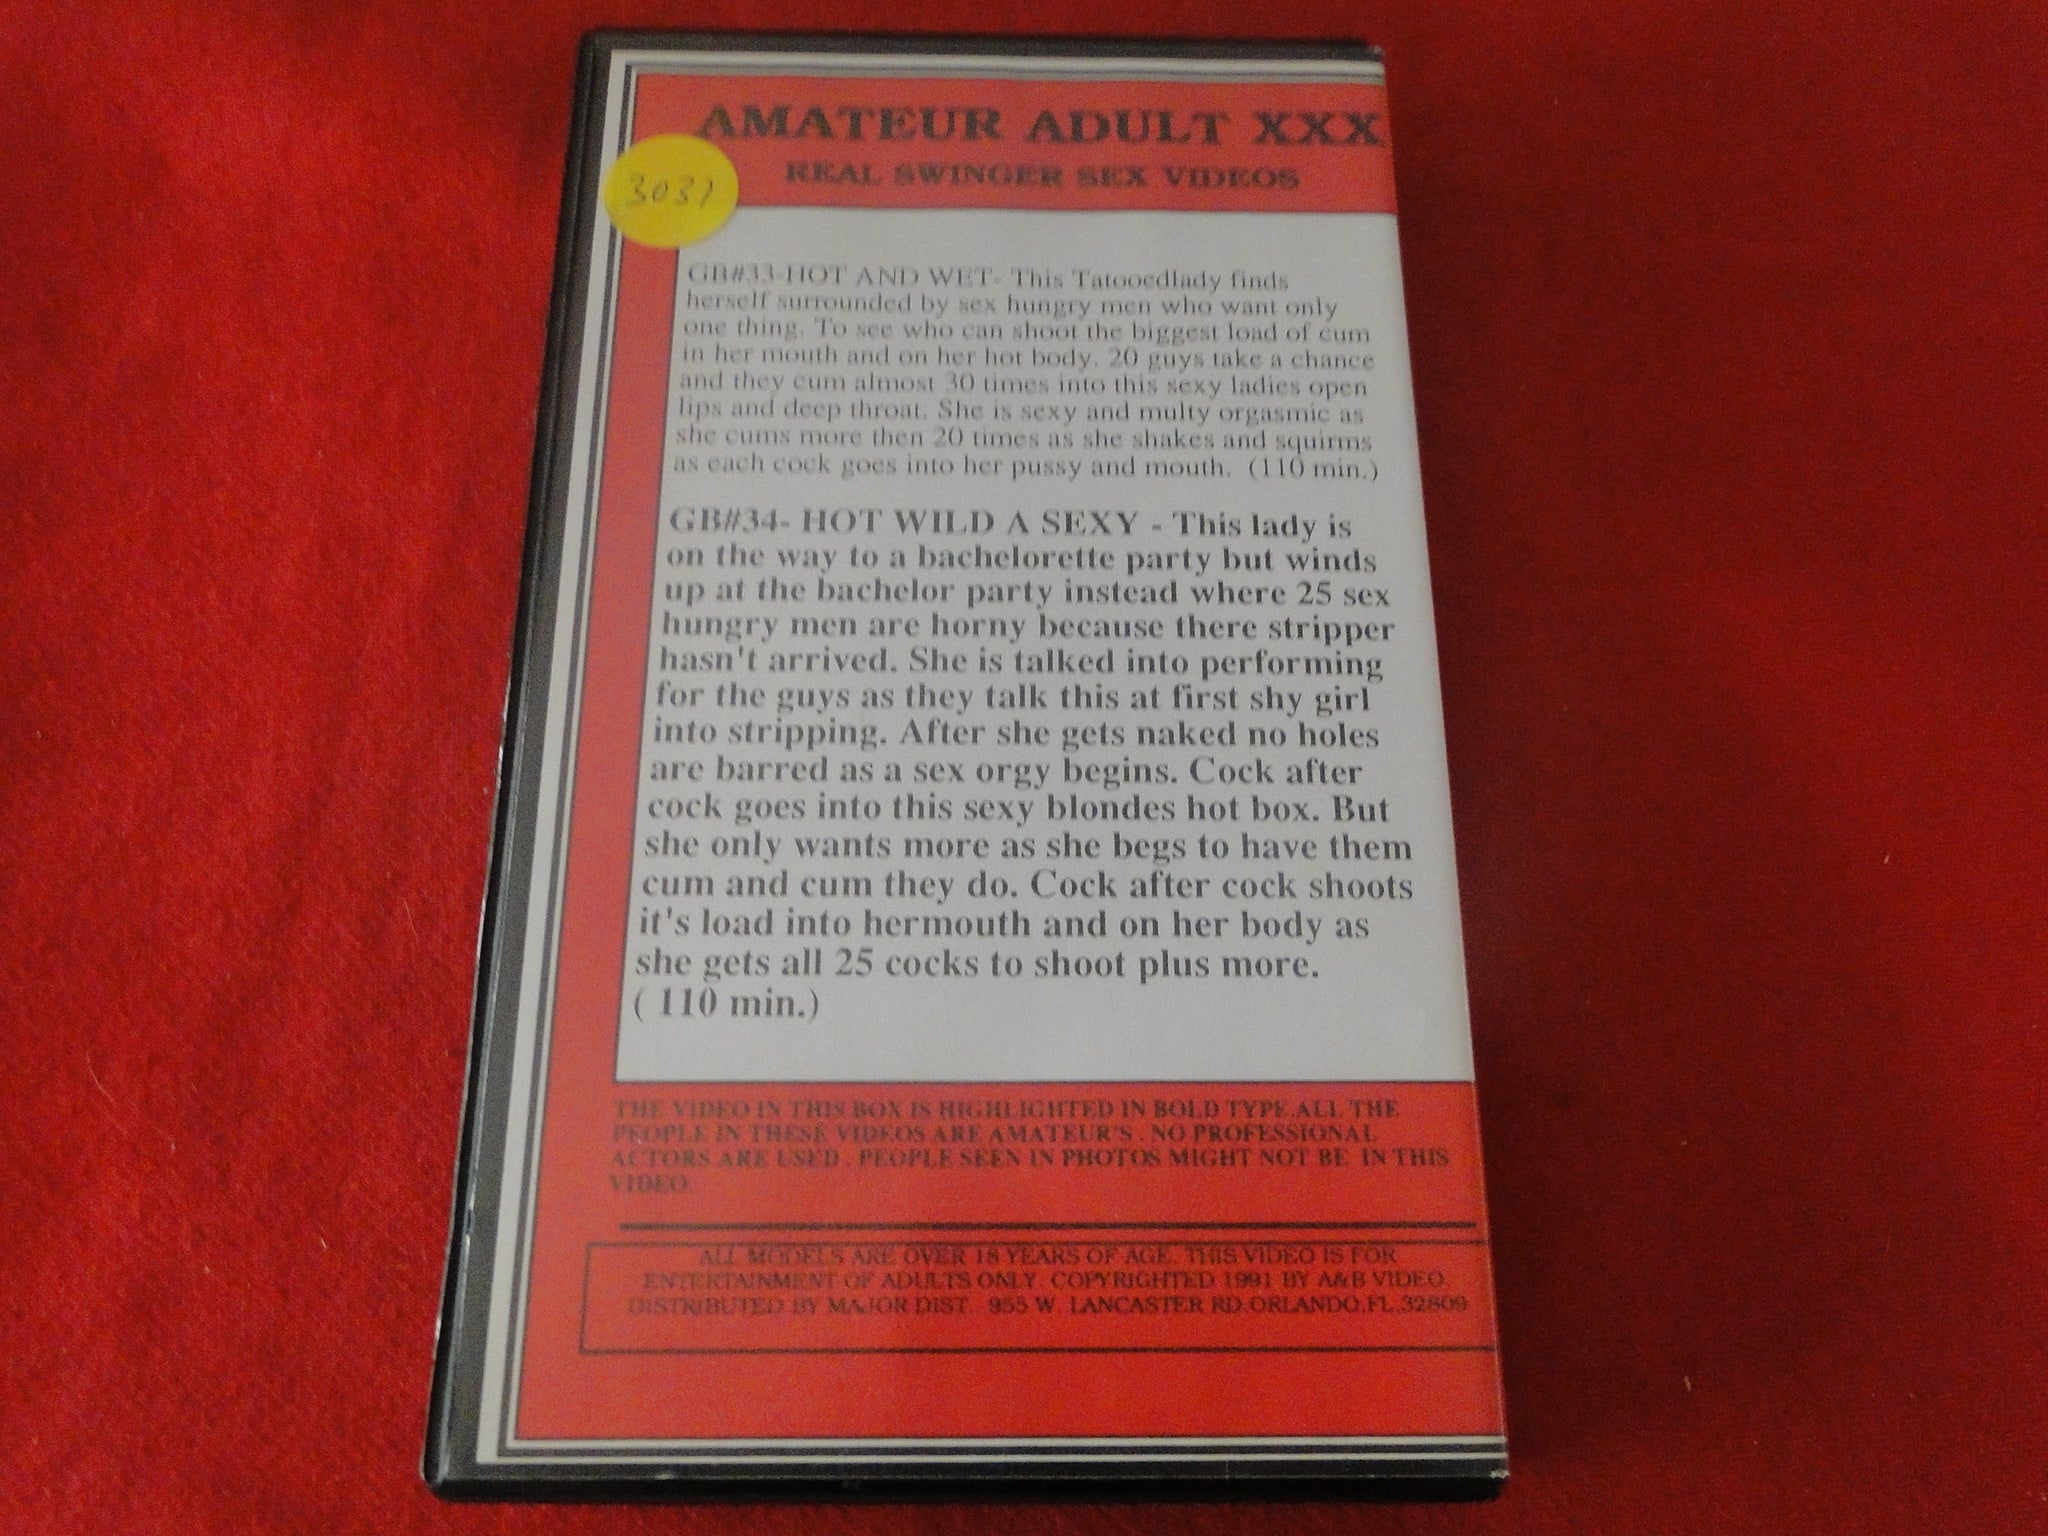 AMATEUR ADULT XXX
REAL SWINGER SEX VIDEOS
3031
GB#33-HOT AND WET- This Tatooedlady finds
herself surrounded by sex hungry men who want only
one thing. To see who can shoot the biggest load of cum
in her mouth and on her hot body. 20 guys take a chance
and they cum almost 30 times into this sexy ladies open
lips and deep throat. She is sexy and multy orgasmic as
she cums more then 20 times as she shakes and squirms
as each cock goes into her pussy and mouth. (110 min.)
GB#34- HOT WILD A SEXY - This lady is
on the way to a bachelorette party but winds
up at the bachelor party instead where 25 sex
hungry men are horny because there stripper
hasn't arrived. She is talked into performing
for the guys as they talk this at first shy girl
into stripping. After she gets naked no holes
are barred as a sex orgy begins. Cock after
cock goes into this sexy blondes hot box. But
she only wants more as she begs to have them
cum and cum they do. Cock after cock shoots
it's load into hermouth and on her body as
she gets all 25 cocks to shoot plus more.
( 110 min.)
THE VIDEO IN THIS BOX IS HIGHLIGHTED IN BOLD TYPE.ALL THE
PEOPLE IN THESE VIDEOS ARE AMATEUR'S . NO PROFESSIONAL
ACTORS ARE USED . PEOPLE SEEN IN PHOTOS MIGHT NOT BE IN THIS
VIDEO.
ALL MODELS ARE OVER 18 YEARS OF AGE. THIS VIDEO IS FOR
ENTERTAINMENT OF ADULTS ONLY. COPYRIGHTED 1991 BY A&B VIDEO.
DISTRIBUTED BY MAJOR DIST. 955 W. LANCASTER RD.ORLANDO,FL,32809